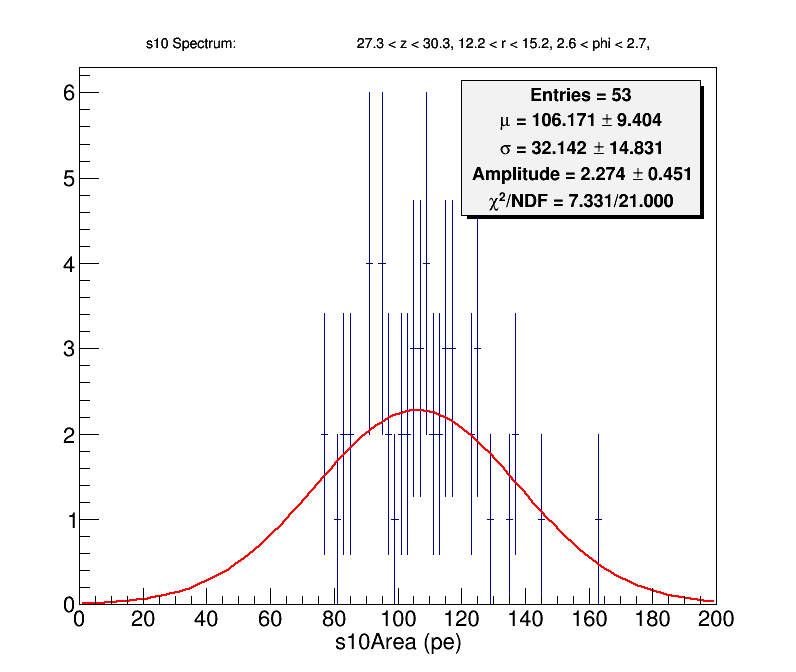 s10 Spectrum: 27.3 < z < 30.3, 12.2 < r < 15.2, 2.6 < phi < 2.7,
Entries = 53
μ = 106.171 ± 9.404
σ = 32.142 ± 14.831
Amplitude = 2.274 ± 0.451
χ²/NDF = 7.331/21.000
6
5
4
3
2
1
0
0 20 40 60 80 100 120 140 160 180 200
s10Area (pe)